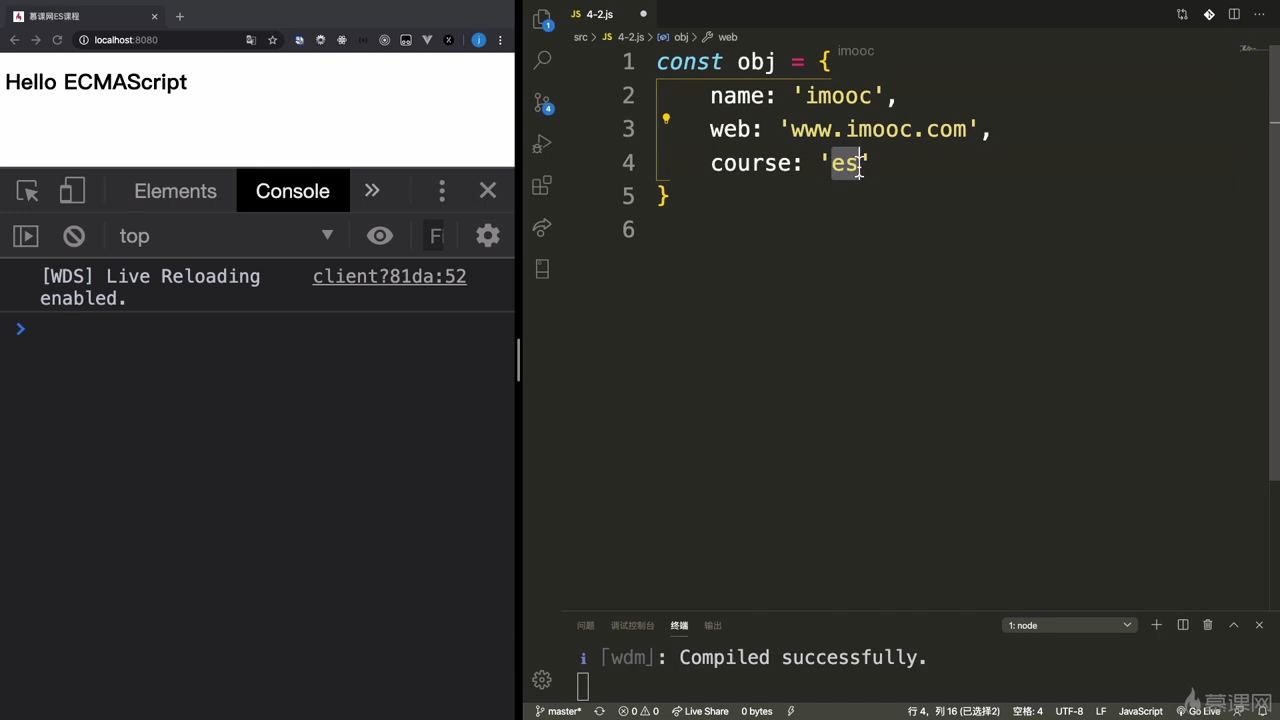 慕课网ES课程
localhost:8080
Hello ECMAScript
Elements
Console
top
Fi
[WDS] Live Reloading
enabled.
client?81da:52
4-2.js
src > JS 4-2.js > obj > web
imooc
1 const obj = {
2 name: 'imooc',
3 web: 'www.imooc.com',
4 course: 'es'
5 }
6
问题
调试控制台
终端
输出
1: node
i 「wdm」: Compiled successfully.
master*
0 0
Live Share
0 bytes
行 4，列 16 (已选择2)
空格: 4
UTF-8
LF
JavaScript
Go Live
慕课网